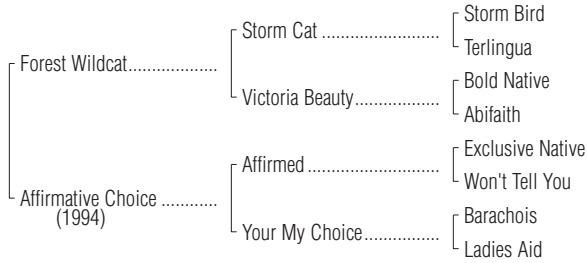 Storm Bird
Storm Cat ........................
Terlingua
Forest Wildcat..................
Bold Native
Victoria Beauty.................
Abifaith
Exclusive Native
Affirmed ..........................
Won't Tell You
Affirmative Choice ...........
(1994)
Barachois
Your My Choice...............
Ladies Aid